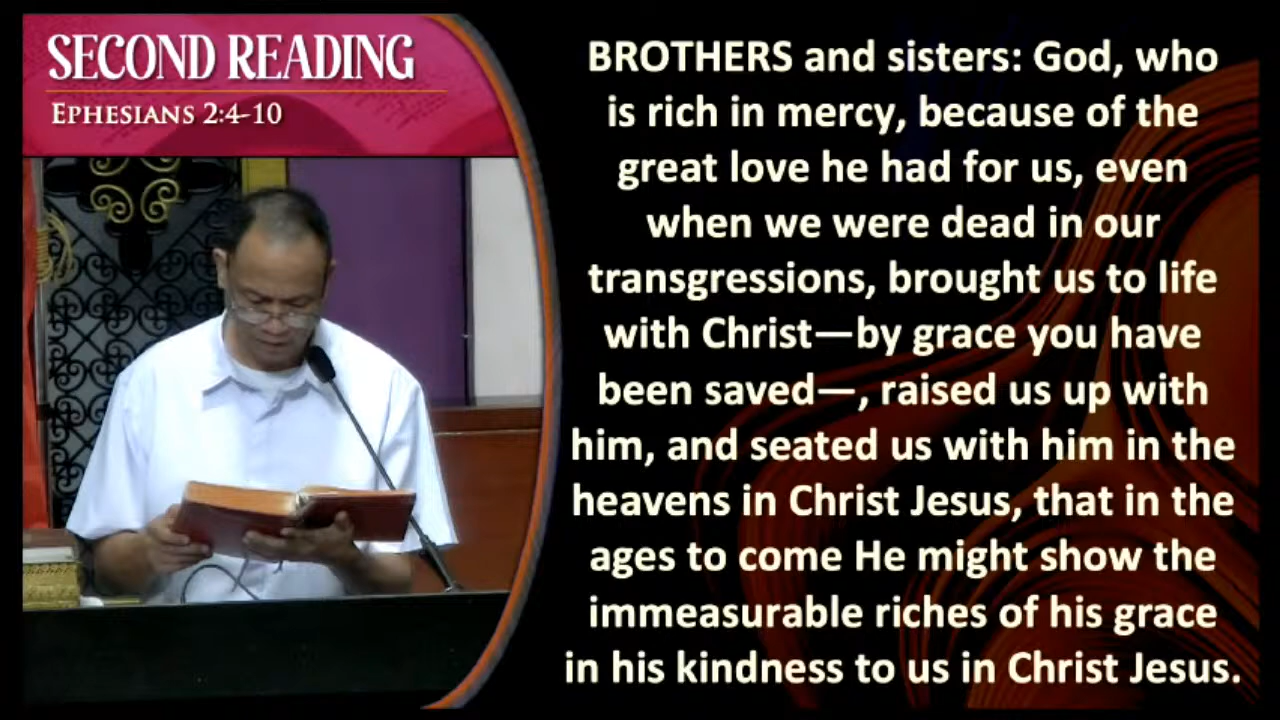 SECOND READING
EPHESIANS 2:4-10
BROTHERS and sisters: God, who
is rich in mercy, because of the
great love he had for us, even
when we were dead in our
transgressions, brought us to life
with Christ—by grace you have
been saved—, raised us up with
him, and seated us with him in the
heavens in Christ Jesus, that in the
ages to come He might show the
immeasurable riches of his grace
in his kindness to us in Christ Jesus.